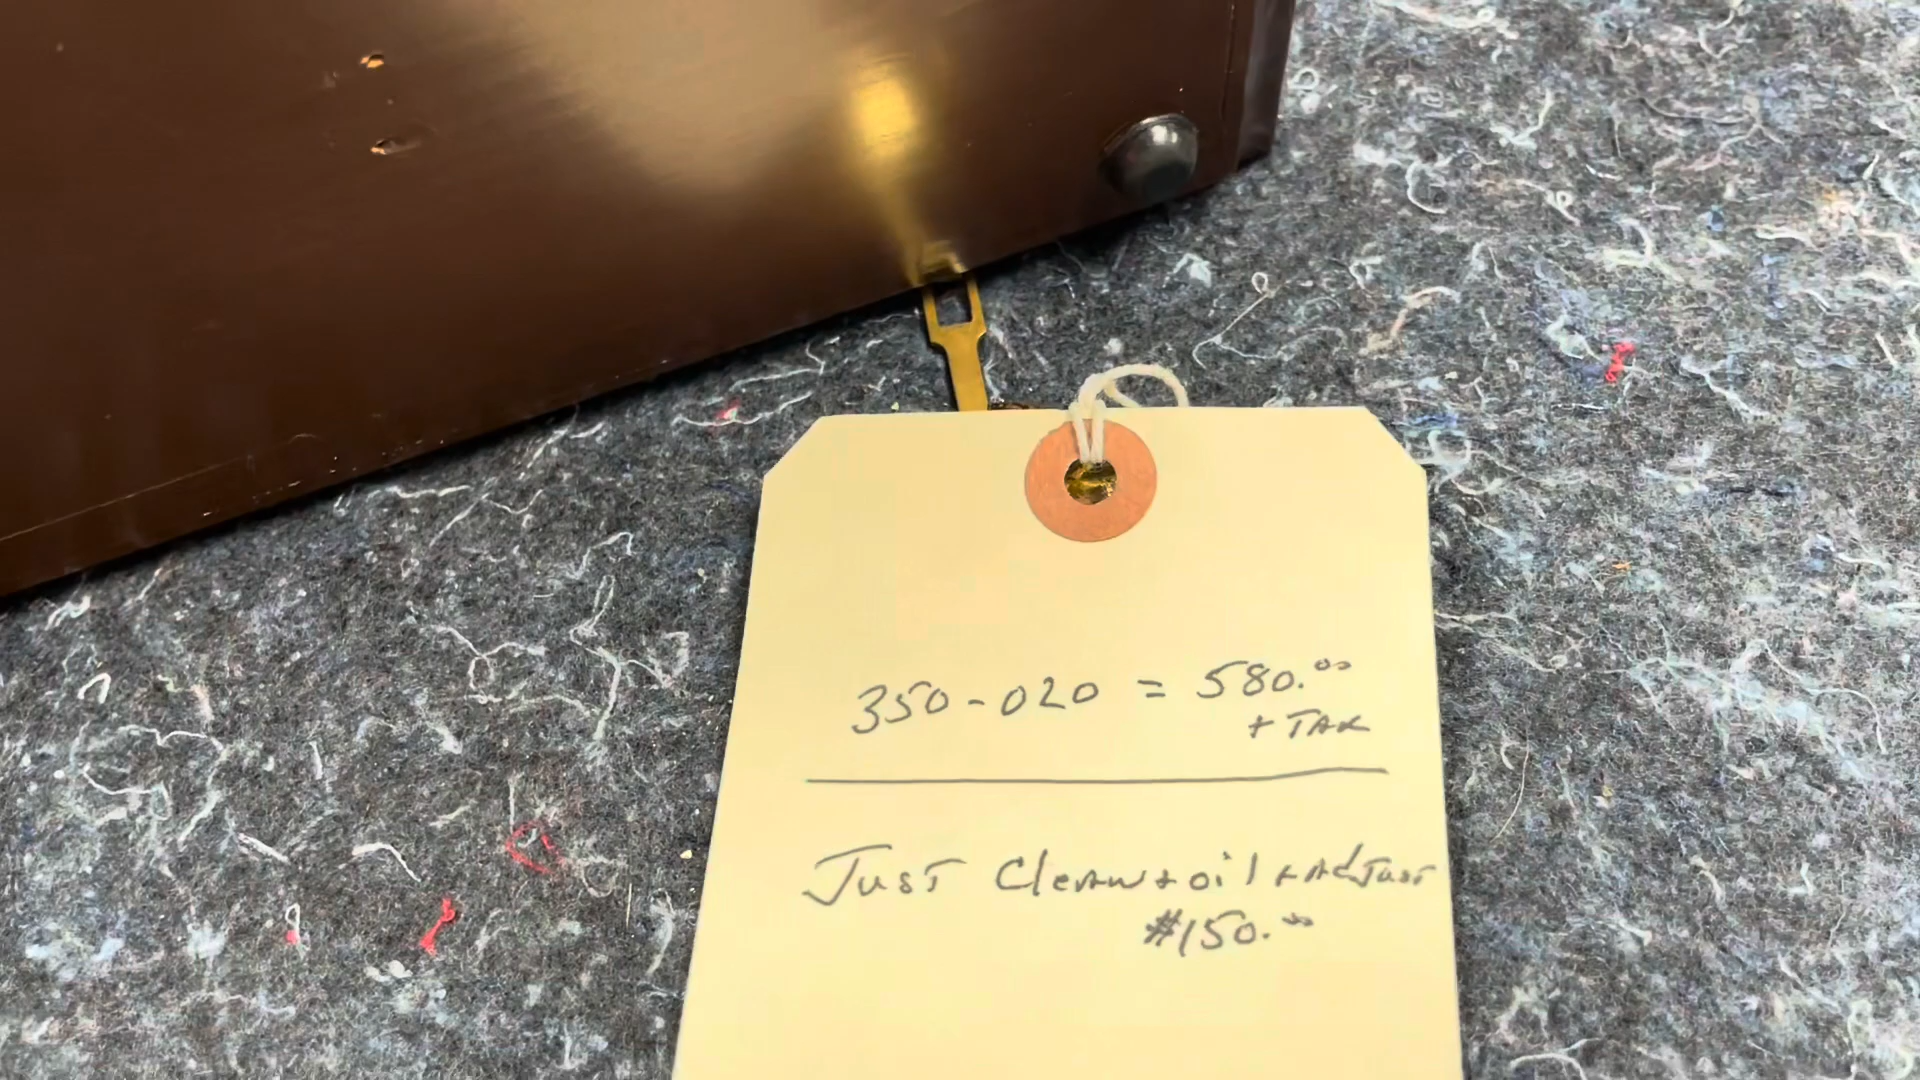 350-020 = 580.00
+ TAX
Just Clean + oil + Adjust
$150.00